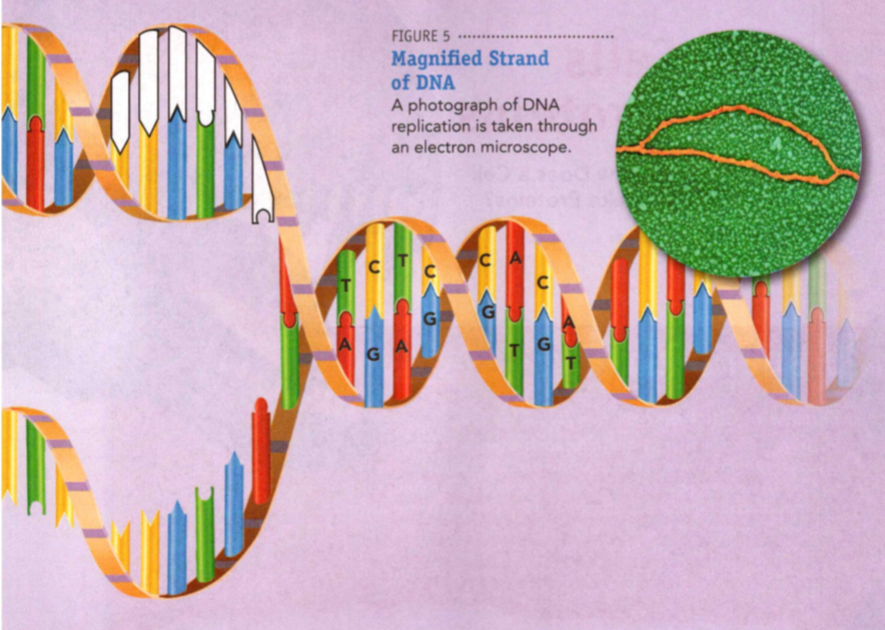 FIGURE 5
Magnified Strand
of DNA
A photograph of DNA
replication is taken through
an electron microscope.
T C T C C A C A
A G A G G T G T